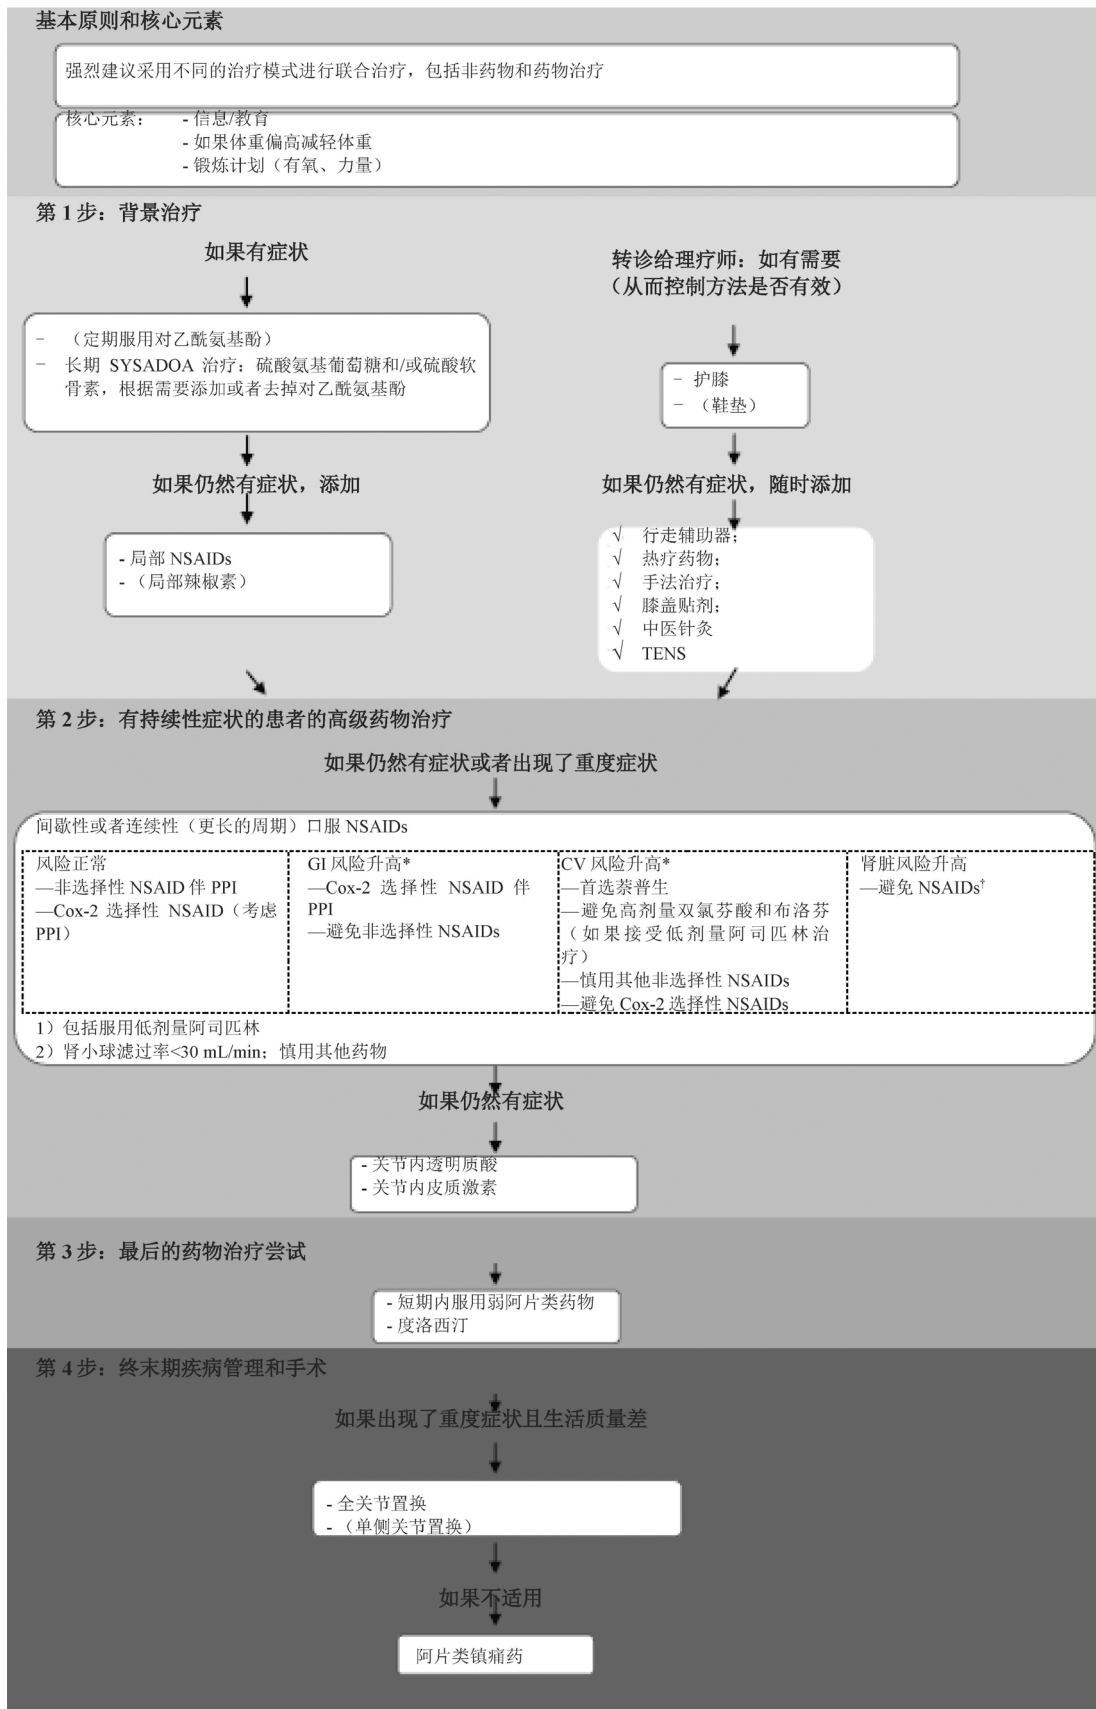 基本原则和核心元素
强烈建议采用不同的治疗模式进行联合治疗，包括非药物和药物治疗
核心元素： - 信息/教育
- 如果体重偏高减轻体重
- 锻炼计划（有氧、力量）
第 1 步：背景治疗
如果有症状
– （定期服用对乙酰氨基酚）
– 长期 SYSADOA 治疗：硫酸氨基葡萄糖和/或硫酸软
骨素，根据需要添加或者去掉对乙酰氨基酚
如果仍然有症状，添加
- 局部 NSAIDs
- （局部辣椒素）
转诊给理疗师：如有需要
（从而控制方法是否有效）
– 护膝
– （鞋垫）
如果仍然有症状，随时添加
√ 行走辅助器；
√ 热疗药物；
√ 手法治疗；
√ 膝盖贴剂；
√ 中医针灸
√ TENS
第 2 步：有持续性症状的患者的高级药物治疗
如果仍然有症状或者出现了重度症状
间歇性或者连续性（更长的周期）口服 NSAIDs
风险正常
—非选择性 NSAID 伴 PPI
—Cox-2 选择性 NSAID（考虑
PPI）
GI 风险升高*
—Cox-2 选择性 NSAID 伴
PPI
—避免非选择性 NSAIDs
CV 风险升高*
—首选萘普生
—避免高剂量双氯芬酸和布洛芬
（如果接受低剂量阿司匹林治
疗）
—慎用其他非选择性 NSAIDs
—避免 Cox-2 选择性 NSAIDs
肾脏风险升高
—避免 NSAIDs†
1）包括服用低剂量阿司匹林
2）肾小球滤过率<30 mL/min；慎用其他药物
如果仍然有症状
- 关节内透明质酸
- 关节内皮质激素
第 3 步：最后的药物治疗尝试
- 短期内服用弱阿片类药物
- 度洛西汀
第 4 步：终末期疾病管理和手术
如果出现了重度症状且生活质量差
- 全关节置换
- （单侧关节置换）
如果不适用
阿片类镇痛药